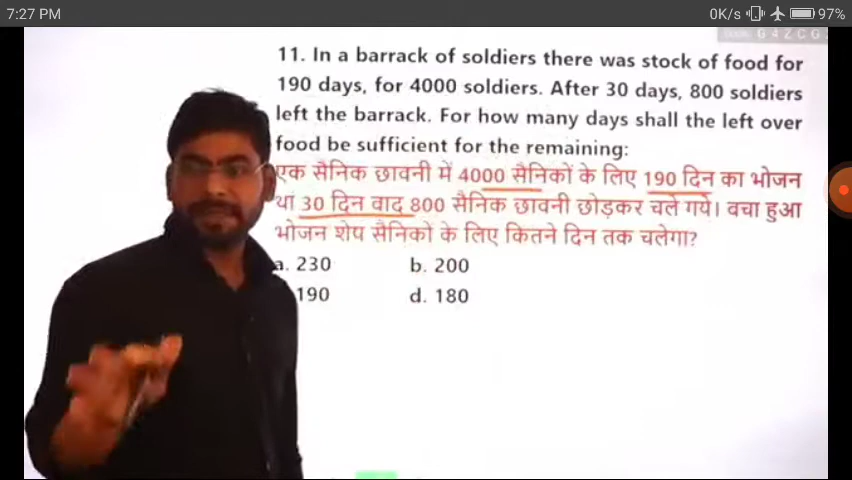 7:27 PM
0K/s 97%
11. In a barrack of soldiers there was stock of food for
190 days, for 4000 soldiers. After 30 days, 800 soldiers
left the barrack. For how many days shall the left over
food be sufficient for the remaining:
एक सैनिक छावनी में 4000 सैनिकों के लिए 190 दिन का भोजन
था 30 दिन वाद 800 सैनिक छावनी छोड़कर चले गये। वचा हुआ
भोजन शेष सैनिकों के लिए कितने दिन तक चलेगा?
a. 230 b. 200
190 d. 180